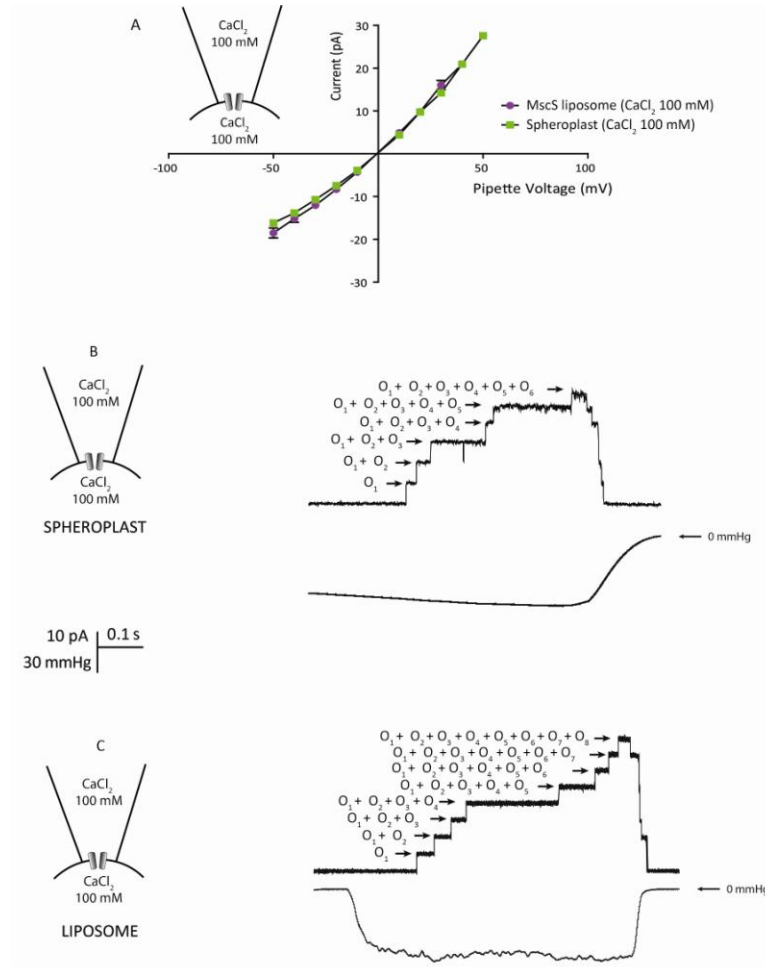 A
CaCl₂
100 mM
CaCl₂
100 mM
Current (pA)
30
20
10
-10
-20
-30
-100
-50
50
100
Pipette Voltage (mV)
MscS liposome (CaCl₂ 100 mM)
Spheroplast (CaCl₂ 100 mM)
B
CaCl₂
100 mM
CaCl₂
100 mM
SPHEROPLAST
O₁ + O₂ + O₃ + O₄ + O₅ + O₆
O₁ + O₂ + O₃ + O₄ + O₅
O₁ + O₂ + O₃ + O₄
O₁ + O₂ + O₃
O₁ + O₂
O₁
0 mmHg
10 pA
0.1 s
30 mmHg
C
CaCl₂
100 mM
CaCl₂
100 mM
LIPOSOME
O₁ + O₂ + O₃ + O₄ + O₅ + O₆ + O₇ + O₈
O₁ + O₂ + O₃ + O₄ + O₅ + O₆ + O₇
O₁ + O₂ + O₃ + O₄ + O₅ + O₆
O₁ + O₂ + O₃ + O₄ + O₅
O₁ + O₂ + O₃ + O₄
O₁ + O₂ + O₃
O₁ + O₂
O₁
0 mmHg